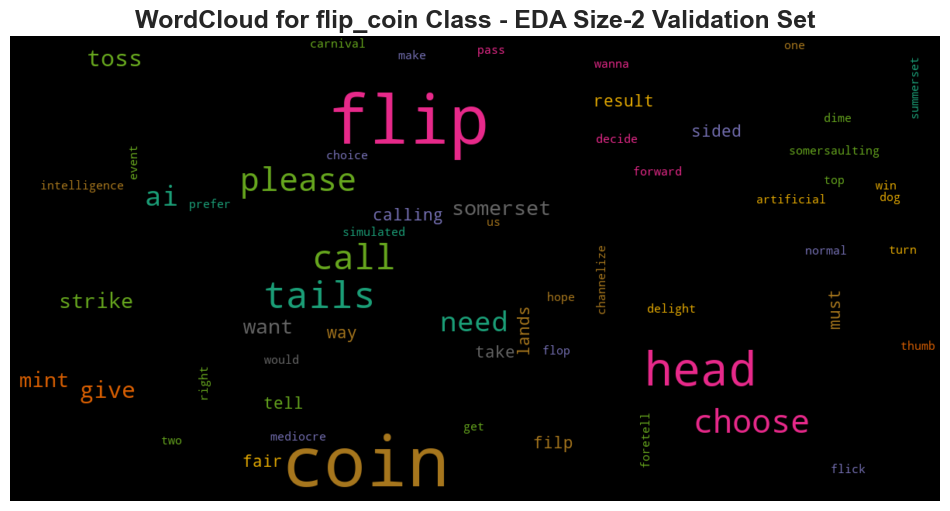 WordCloud for flip_coin Class - EDA Size-2 Validation Set
carnival
one
toss
make
pass
wanna
summerset
flip
result
dime
sided
decide
choice
somersaulting
event
forward
intelligence
please
top
win
ai
prefer
artificial
dog
calling
somerset
us
simulated
normal
turn
call
channelize
tails
strike
hope
delight
must
need
lands
want
way
take
flop
thumb
would
head
mint
give
right
tell
choose
get
foretell
two
mediocre
filp
coin
fair
flick